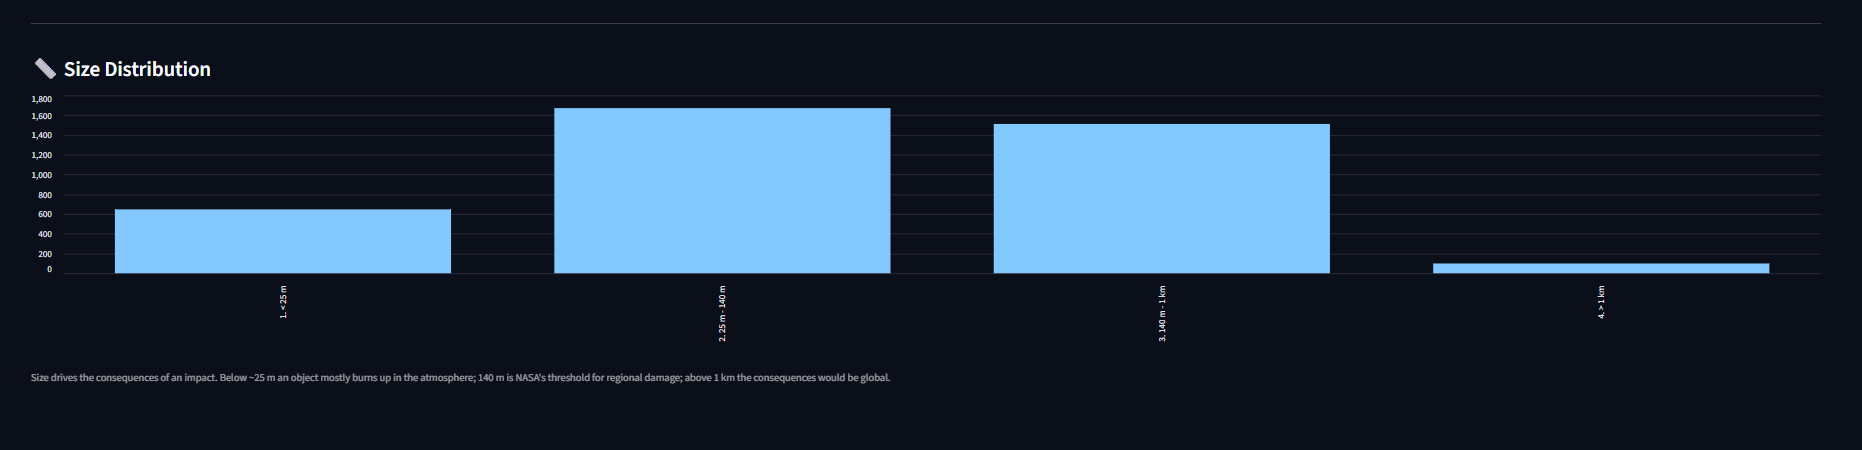 Size Distribution
1,800
1,600
1,400
1,200
1,000
800
600
400
200
0
1. < 25 m
2. 25 m - 140 m
3. 140 m - 1 km
4. > 1 km
Size drives the consequences of an impact. Below ~25 m an object mostly burns up in the atmosphere; 140 m is NASA's threshold for regional damage; above 1 km the consequences would be global.